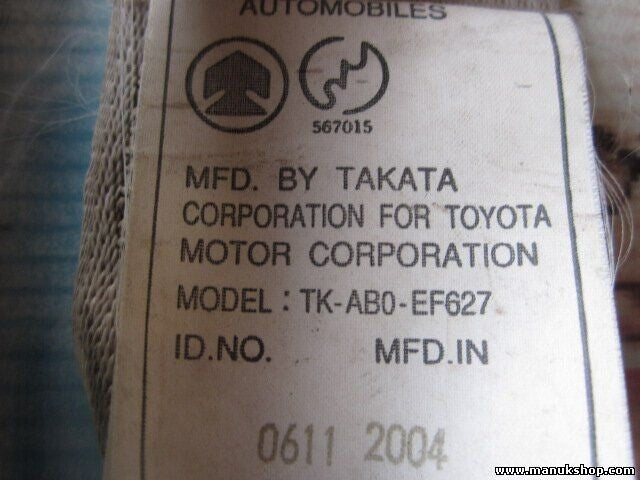 AUTOMOBILES
567015
MFD. BY TAKATA
CORPORATION FOR TOYOTA
MOTOR CORPORATION
MODEL : TK-AB0-EF627
ID.NO. MFD.IN
0611 2004
www.manukshop.com